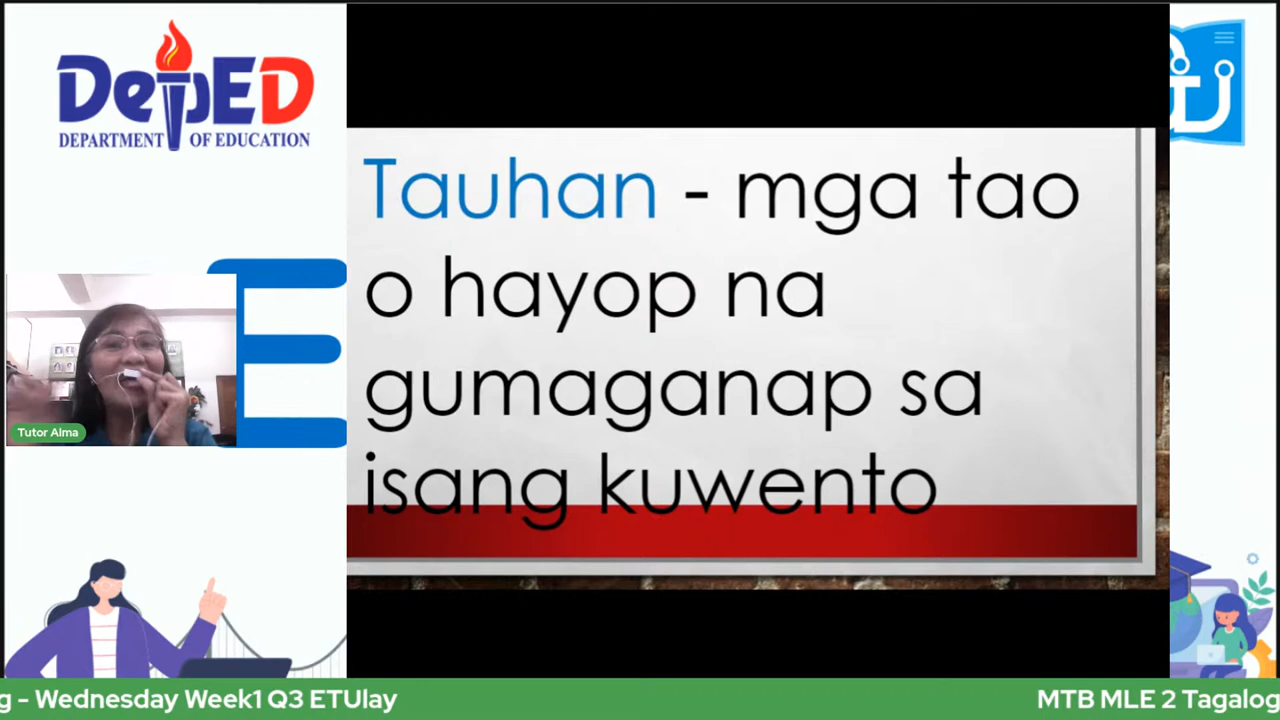 DepED
DEPARTMENT OF EDUCATION
Tauhan - mga tao
o hayop na
gumaganap sa
isang kuwento
E
Tutor Alma
g - Wednesday Week1 Q3 ETUlay
MTB MLE 2 Tagalog